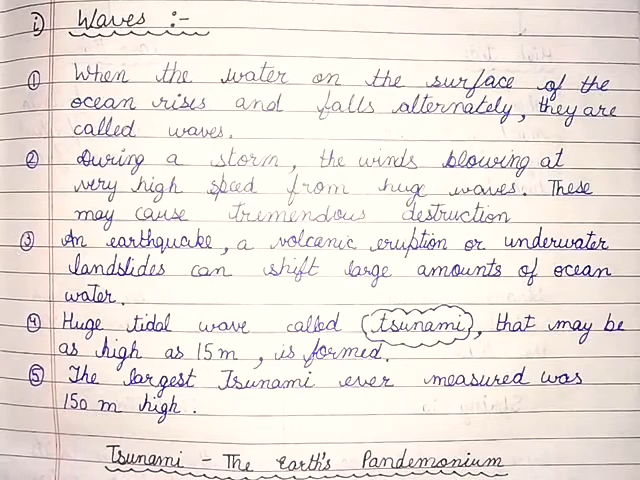 i) Waves :-
① When the water on the surface of the
ocean rises and falls alternately, they are
called waves.
② During a storm, the winds blowing at
very high speed from huge waves. These
may cause tremendous destruction
③ An earthquake, a volcanic eruption or underwater
landslides can shift large amounts of ocean
water.
④ Huge tidal wave called tsunami, that may be
as high as 15m, is formed.
⑤ The largest Tsunami ever measured was
150 m high.
Tsunami - The Earth's Pandemonium